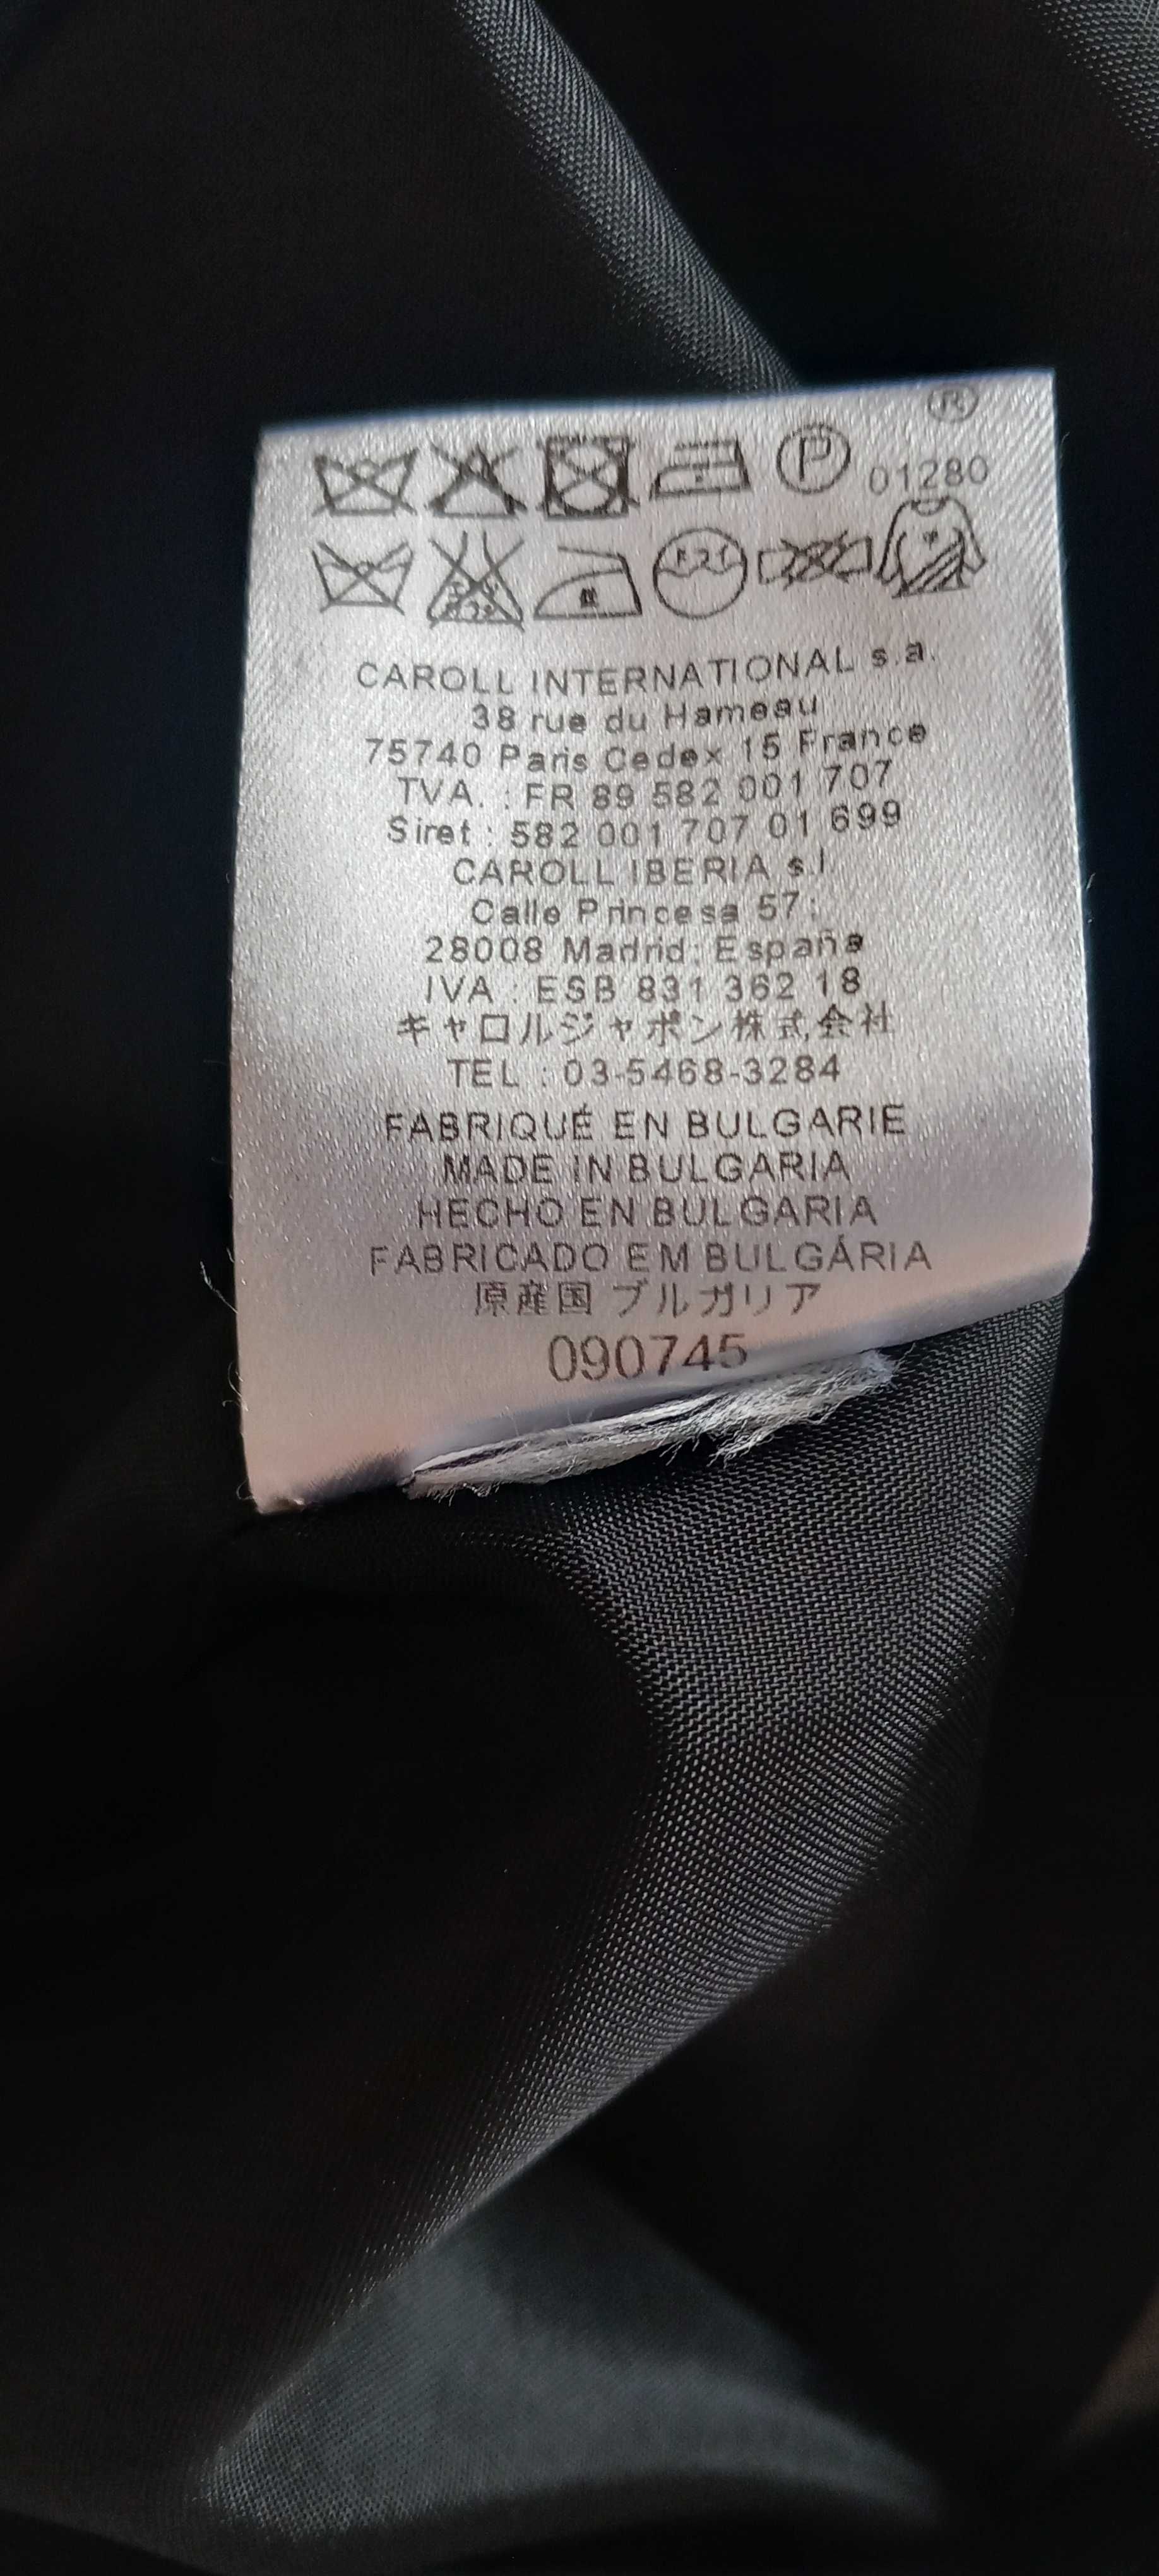 ®
P 01280
CAROLL INTERNATIONAL s.a.
38 rue du Hameau
75740 Paris Cedex 15 France
TVA. : FR 89 582 001 707
Siret : 582 001 707 01 699
CAROLL IBERIA s.l
Calle Princesa 57;
28008 Madrid; España
IVA : ESB 831 362 18
キャロルジャポン株式会社
TEL : 03-5468-3284
FABRIQUÉ EN BULGARIE
MADE IN BULGARIA
HECHO EN BULGARIA
FABRICADO EM BULGÁRIA
原産国 ブルガリア
090745